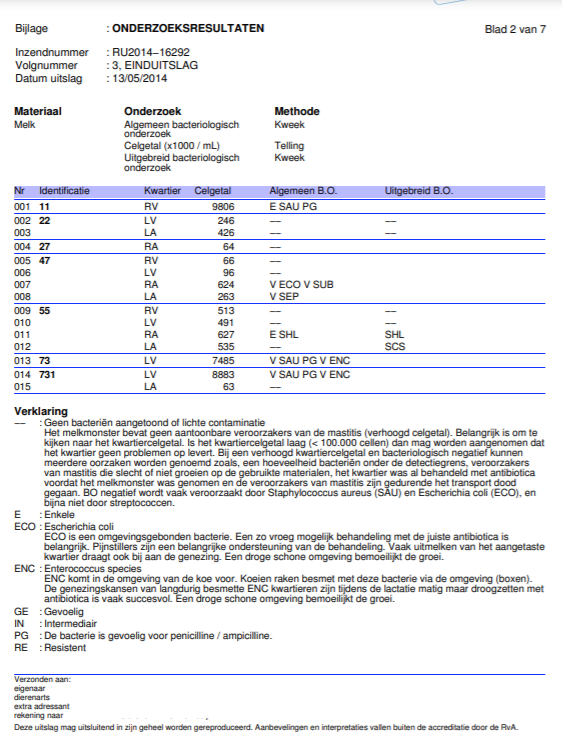 Bijlage : ONDERZOEKSRESULTATEN Blad 2 van 7
Inzendnummer : RU2014–16292
Volgnummer : 3, EINDUITSLAG
Datum uitslag : 13/05/2014
Materiaal Onderzoek Methode
Melk Algemeen bacteriologisch Kweek
onderzoek
Celgetal (x1000 / mL) Telling
Uitgebreid bacteriologisch Kweek
onderzoek
Nr Identificatie Kwartier Celgetal Algemeen B.O. Uitgebreid B.O.
001 11 RV 9806 E SAU PG
002 22 LV 246 –– ––
003 LA 426 –– ––
004 27 RA 64 ––
005 47 RV 66 ––
006 LV 96 ––
007 RA 624 V ECO V SUB
008 LA 263 V SEP
009 55 RV 513 –– ––
010 LV 491 –– ––
011 RA 627 E SHL SHL
012 LA 535 –– SCS
013 73 LV 7485 V SAU PG V ENC
014 731 LV 8883 V SAU PG V ENC
015 LA 63 ––
Verklaring
–– : Geen bacteriën aangetoond of lichte contaminatie
Het melkmonster bevat geen aantoonbare veroorzakers van de mastitis (verhoogd celgetal). Belangrijk is om te
kijken naar het kwartiercelgetal. Is het kwartiercelgetal laag (< 100.000 cellen) dan mag worden aangenomen dat
het kwartier geen problemen op levert. Bij een verhoogd kwartiercelgetal en bacteriologisch negatief kunnen
meerdere oorzaken worden genoemd zoals, een hoeveelheid bacteriën onder de detectiegrens, veroorzakers
van mastitis die slecht of niet groeien op de gebruikte materialen, het kwartier was al behandeld met antibiotica
voordat het melkmonster was genomen en de veroorzakers van mastitis zijn gedurende het transport dood
gegaan. BO negatief wordt vaak veroorzaakt door Staphylococcus aureus (SAU) en Escherichia coli (ECO), en
bijna niet door streptococcen.
E : Enkele
ECO : Escherichia coli
ECO is een omgevingsgebonden bacterie. Een zo vroeg mogelijk behandeling met de juiste antibiotica is
belangrijk. Pijnstillers zijn een belangrijke ondersteuning van de behandeling. Vaak uitmelken van het aangetaste
kwartier draagt ook bij aan de genezing. Een droge schone omgeving bemoeilijkt de groei.
ENC : Enterococcus species
ENC komt in de omgeving van de koe voor. Koeien raken besmet met deze bacterie via de omgeving (boxen).
De genezingskansen van langdurig besmette ENC kwartieren zijn tijdens de lactatie matig maar droogzetten met
antibiotica is vaak succesvol. Een droge schone omgeving bemoeilijkt de groei.
GE : Gevoelig
IN : Intermediair
PG : De bacterie is gevoelig voor penicilline / ampicilline.
RE : Resistent
Verzonden aan:
eigenaar
dierenarts
extra adressant
rekening naar
Deze uitslag mag uitsluitend in zijn geheel worden gereproduceerd. Aanbevelingen en interpretaties vallen buiten de accreditatie door de RvA.